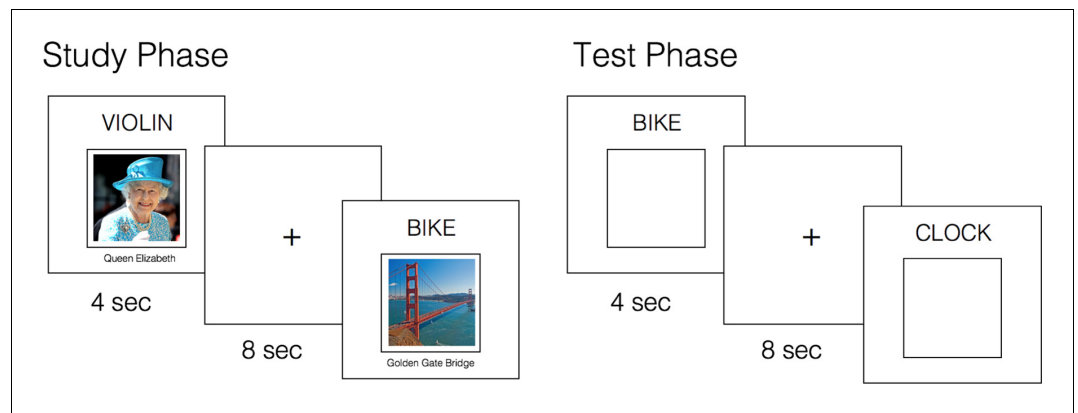 Study Phase
VIOLIN
Queen Elizabeth
4 sec
+
8 sec
BIKE
Golden Gate Bridge
Test Phase
BIKE
4 sec
+
8 sec
CLOCK